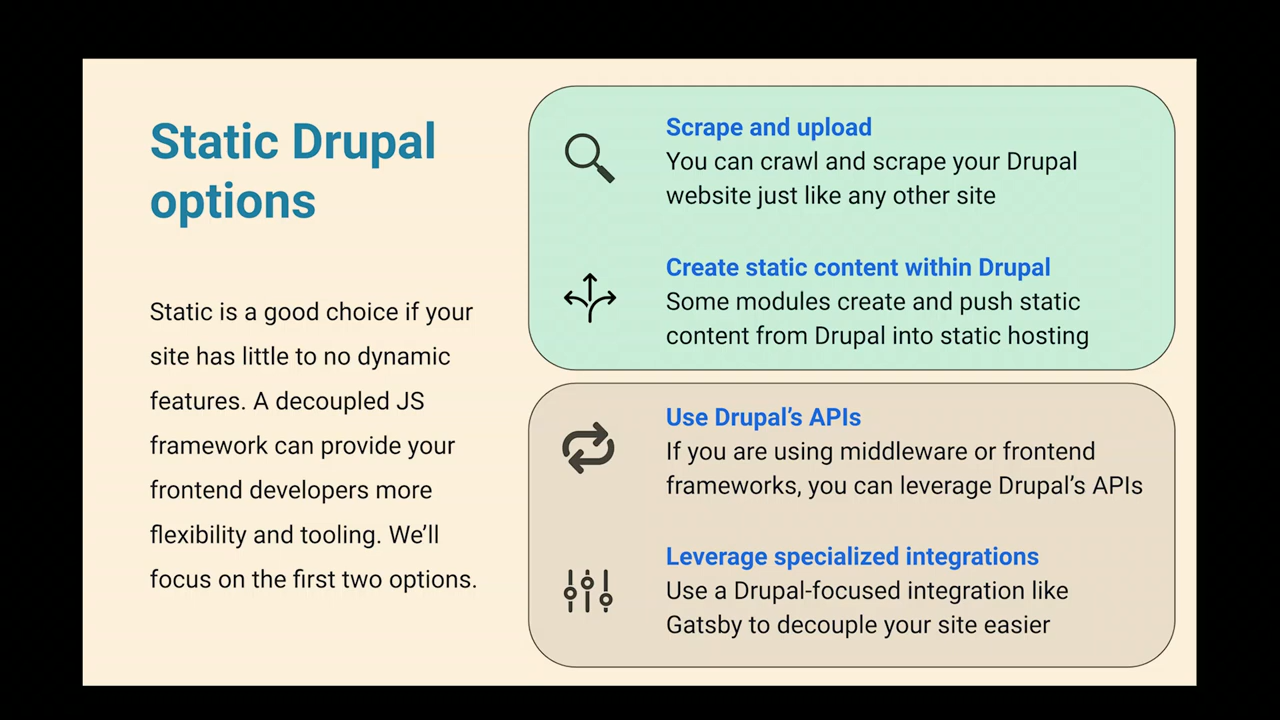 Static Drupal
options
Static is a good choice if your
site has little to no dynamic
features. A decoupled JS
framework can provide your
frontend developers more
flexibility and tooling. We’ll
focus on the first two options.
Scrape and upload
You can crawl and scrape your Drupal
website just like any other site
Create static content within Drupal
Some modules create and push static
content from Drupal into static hosting
Use Drupal’s APIs
If you are using middleware or frontend
frameworks, you can leverage Drupal’s APIs
Leverage specialized integrations
Use a Drupal-focused integration like
Gatsby to decouple your site easier